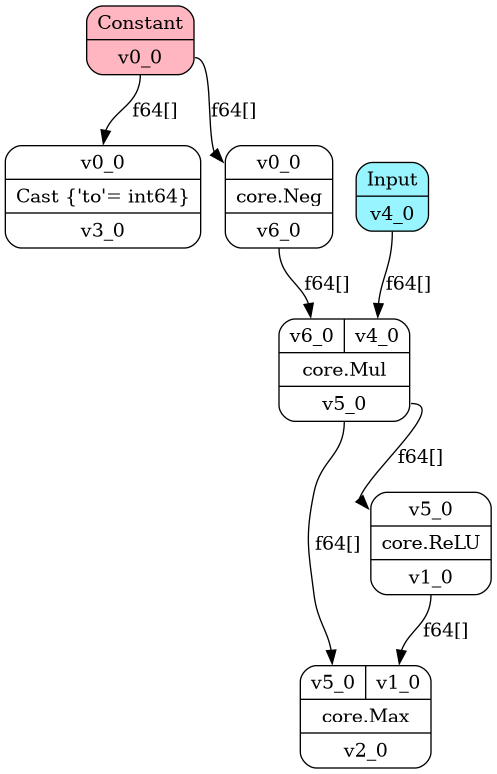 Constant
v0_0
f64[]
f64[]
v0_0
Cast {'to'= int64}
v3_0
v0_0
core.Neg
v6_0
Input
v4_0
f64[]
f64[]
v6_0 v4_0
core.Mul
v5_0
f64[]
f64[]
v5_0
core.ReLU
v1_0
f64[]
v5_0 v1_0
core.Max
v2_0